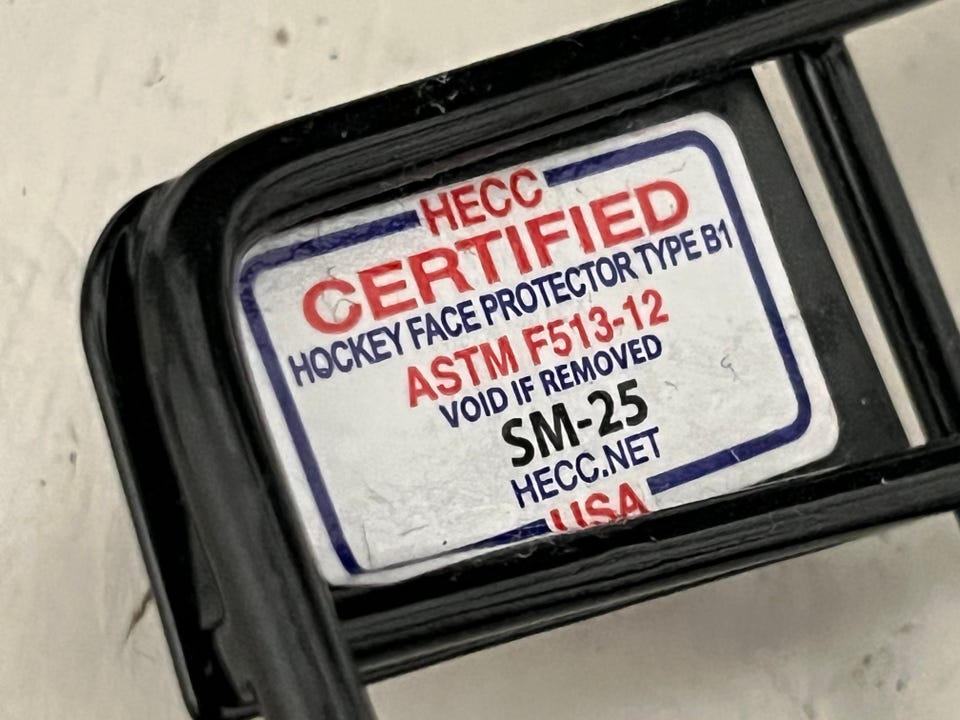 HECC
CERTIFIED
HOCKEY FACE PROTECTOR TYPE B1
ASTM F513-12
VOID IF REMOVED
SM-25
HECC.NET
USA